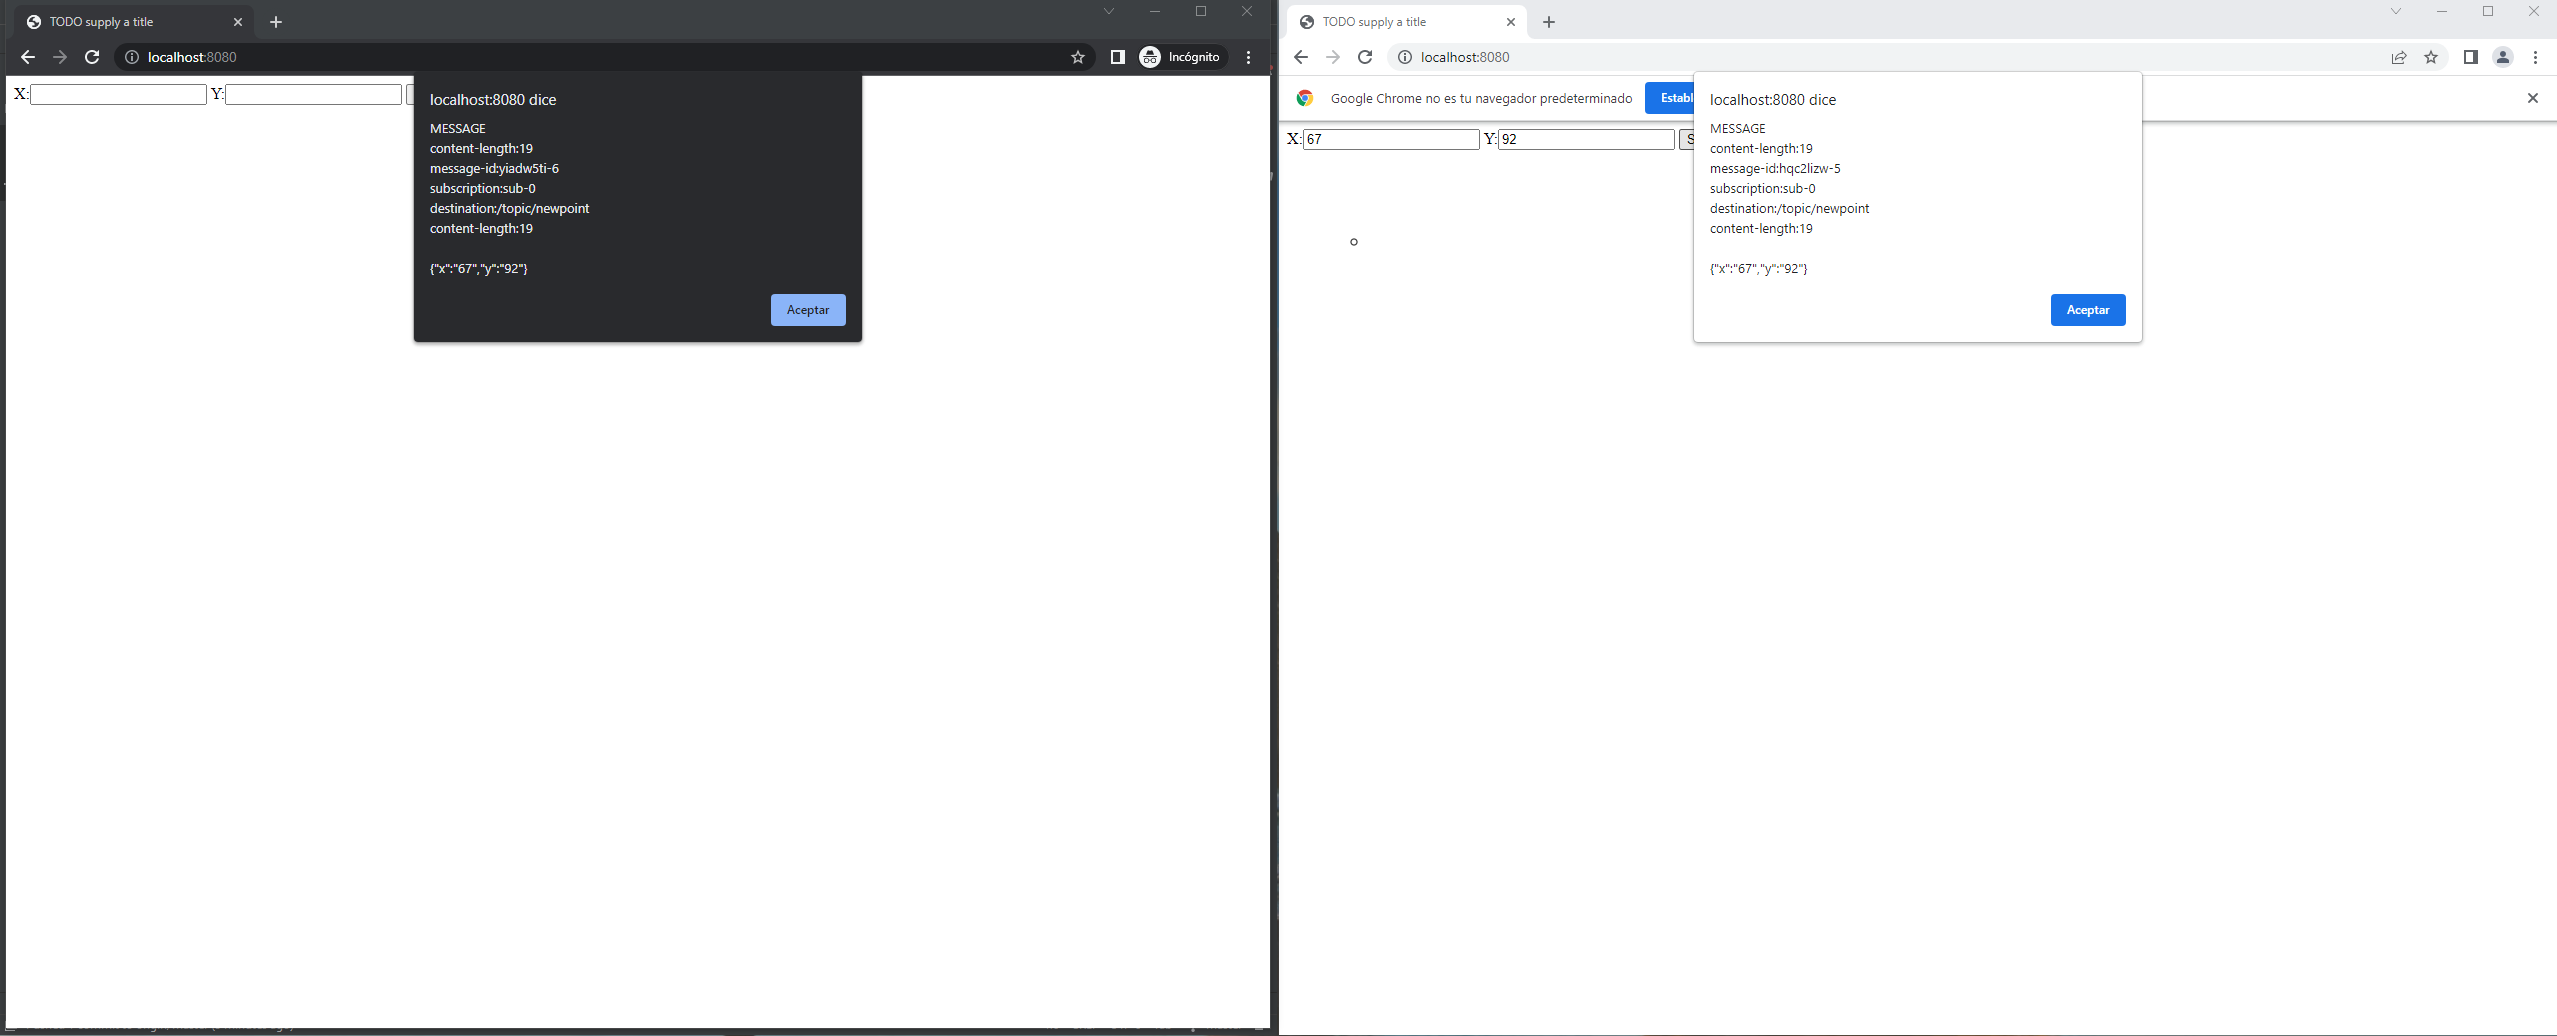 TODO supply a title
localhost:8080
Incógnito
X: Y:
localhost:8080 dice
MESSAGE
content-length:19
message-id:yiadw5ti-6
subscription:sub-0
destination:/topic/newpoint
content-length:19
{"x":"67","y":"92"}
Aceptar
TODO supply a title
localhost:8080
Google Chrome no es tu navegador predeterminado Establ
X:67 Y:92 S
localhost:8080 dice
MESSAGE
content-length:19
message-id:hqc2lizw-5
subscription:sub-0
destination:/topic/newpoint
content-length:19
{"x":"67","y":"92"}
Aceptar